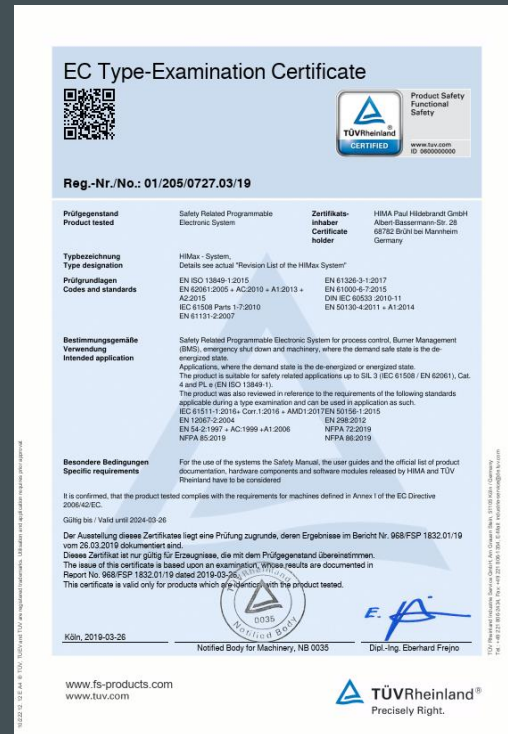 EC Type-Examination Certificate
Product Safety
Functional
Safety
TÜVRheinland
CERTIFIED
www.tuv.com
ID 0600000000
Reg.-Nr./No.: 01/205/0727.03/19
Prüfgegenstand
Product tested
Safety Related Programmable
Electronic System
Zertifikats-
inhaber
Certificate
holder
HIMA Paul Hildebrandt GmbH
Albert-Bassermann-Str. 28
68782 Brühl bei Mannheim
Germany
Typbezeichnung
Type designation
HIMax - System,
Details see actual "Revision List of the HIMax System"
Prüfgrundlagen
Codes and standards
EN ISO 13849-1:2015
EN 62061:2005 + AC:2010 + A1:2013 +
A2:2015
IEC 61508 Parts 1-7:2010
EN 61131-2:2007
EN 61326-3-1:2017
EN 61000-6-7:2015
DIN IEC 60533 :2010-11
EN 50130-4:2011 + A1:2014
Bestimmungsgemäße
Verwendung
Intended application
Safety Related Programmable Electronic System for process control, Burner Management
(BMS), emergency shut down and machinery, where the demand safe state is the de-
energized state.
Applications, where the demand state is the de-energized or energized state.
The product is suitable for safety related applications up to SIL 3 (IEC 61508 / EN 62061), Cat.
4 and PL e (EN ISO 13849-1).
The product was also reviewed in reference to the requirements of the following standards
applicable during a type examination and can be used in application as such.
IEC 61511-1:2016+ Corr.1:2016 + AMD1:2017EN 50156-1:2015
EN 12067-2:2004 EN 298:2012
EN 54-2:1997 + AC:1999 +A1:2006 NFPA 72:2019
NFPA 85:2019 NFPA 86:2019
Besondere Bedingungen
Specific requirements
For the use of the systems the Safety Manual, the user guides and the official list of product
documentation, hardware components and software modules released by HIMA and TÜV
Rheinland have to be considered
It is confirmed, that the product tested complies with the requirements for machines defined in Annex I of the EC Directive
2006/42/EC.
Gültig bis / Valid until 2024-03-26
Der Ausstellung dieses Zertifikates liegt eine Prüfung zugrunde, deren Ergebnisse im Bericht Nr. 968/FSP 1832.01/19
vom 26.03.2019 dokumentiert sind.
Dieses Zertifikat ist nur gültig für Erzeugnisse, die mit dem Prüfgegenstand übereinstimmen.
The issue of this certificate is based upon an examination, whose results are documented in
Report No. 968/FSP 1832.01/19 dated 2019-03-26.
This certificate is valid only for products which are identical with the product tested.
TÜVRheinland
0035
Notified Body
Köln, 2019-03-26
Notified Body for Machinery, NB 0035
Dipl.-Ing. Eberhard Frejno
www.fs-products.com
www.tuv.com
TÜVRheinland®
Precisely Right.
® TÜV, TUEV and TUV are registered trademarks. Utilisation and application requires prior approval.